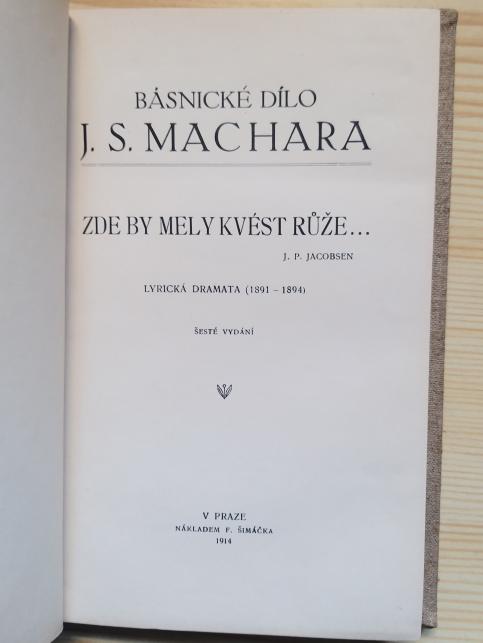 BÁSNICKÉ DÍLO
J. S. MACHARA
ZDE BY MELY KVÉST RŮŽE...
J. P. JACOBSEN
LYRICKÁ DRAMATA (1891 – 1894)
ŠESTÉ VYDÁNÍ
V PRAZE
NÁKLADEM F. ŠIMÁČKA
1914